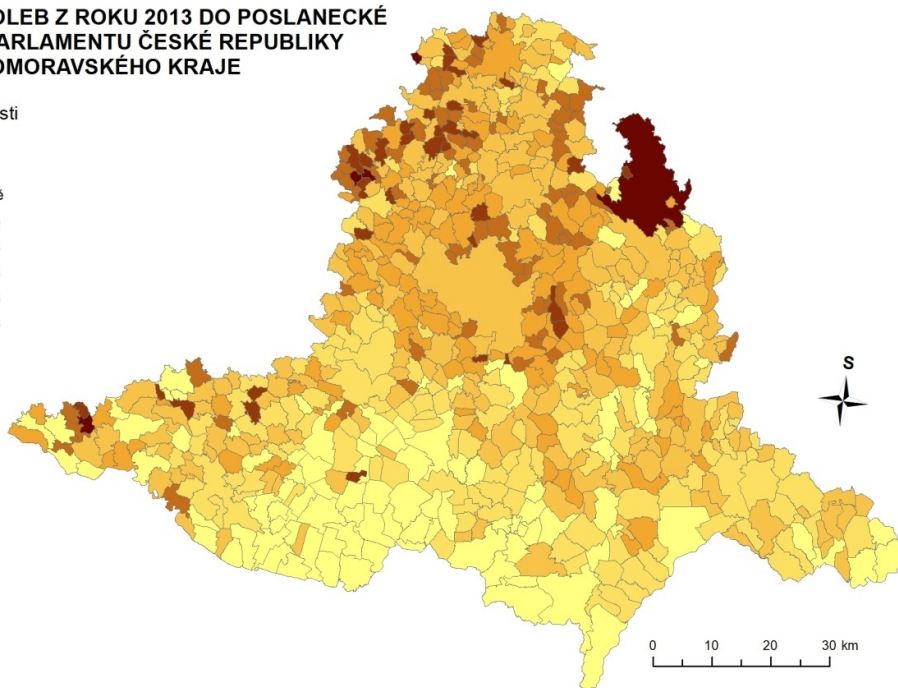 OLEB Z ROKU 2013 DO POSLANECKÉ
ARLAMENTU ČESKÉ REPUBLIKY
OMORAVSKÉHO KRAJE
sti
S
0 10 20 30 km